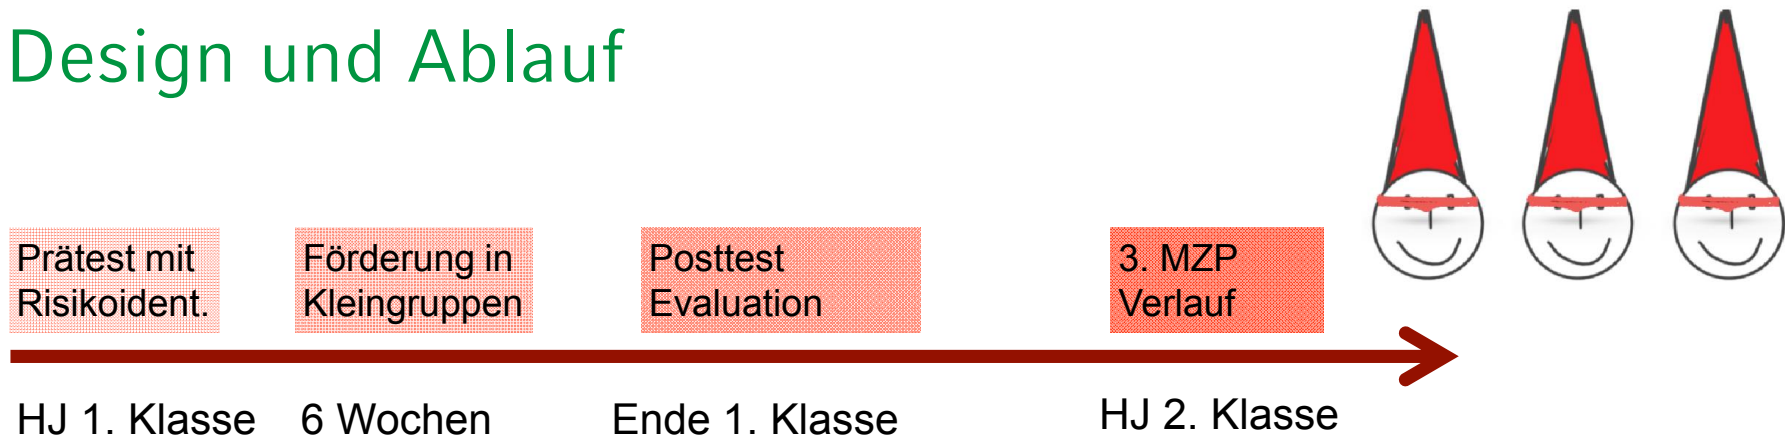 Design und Ablauf
Prätest mit
Risikoident.
Förderung in
Kleingruppen
Posttest
Evaluation
3. MZP
Verlauf
HJ 1. Klasse
6 Wochen
Ende 1. Klasse
HJ 2. Klasse